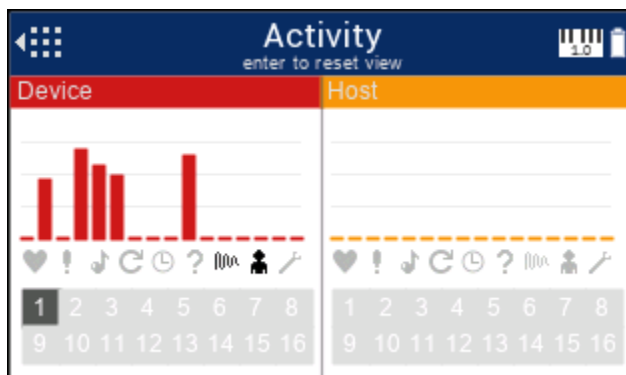 Activity
enter to reset view
1.0
Device
Host
1 2 3 4 5 6 7 8
9 10 11 12 13 14 15 16
1 2 3 4 5 6 7 8
9 10 11 12 13 14 15 16